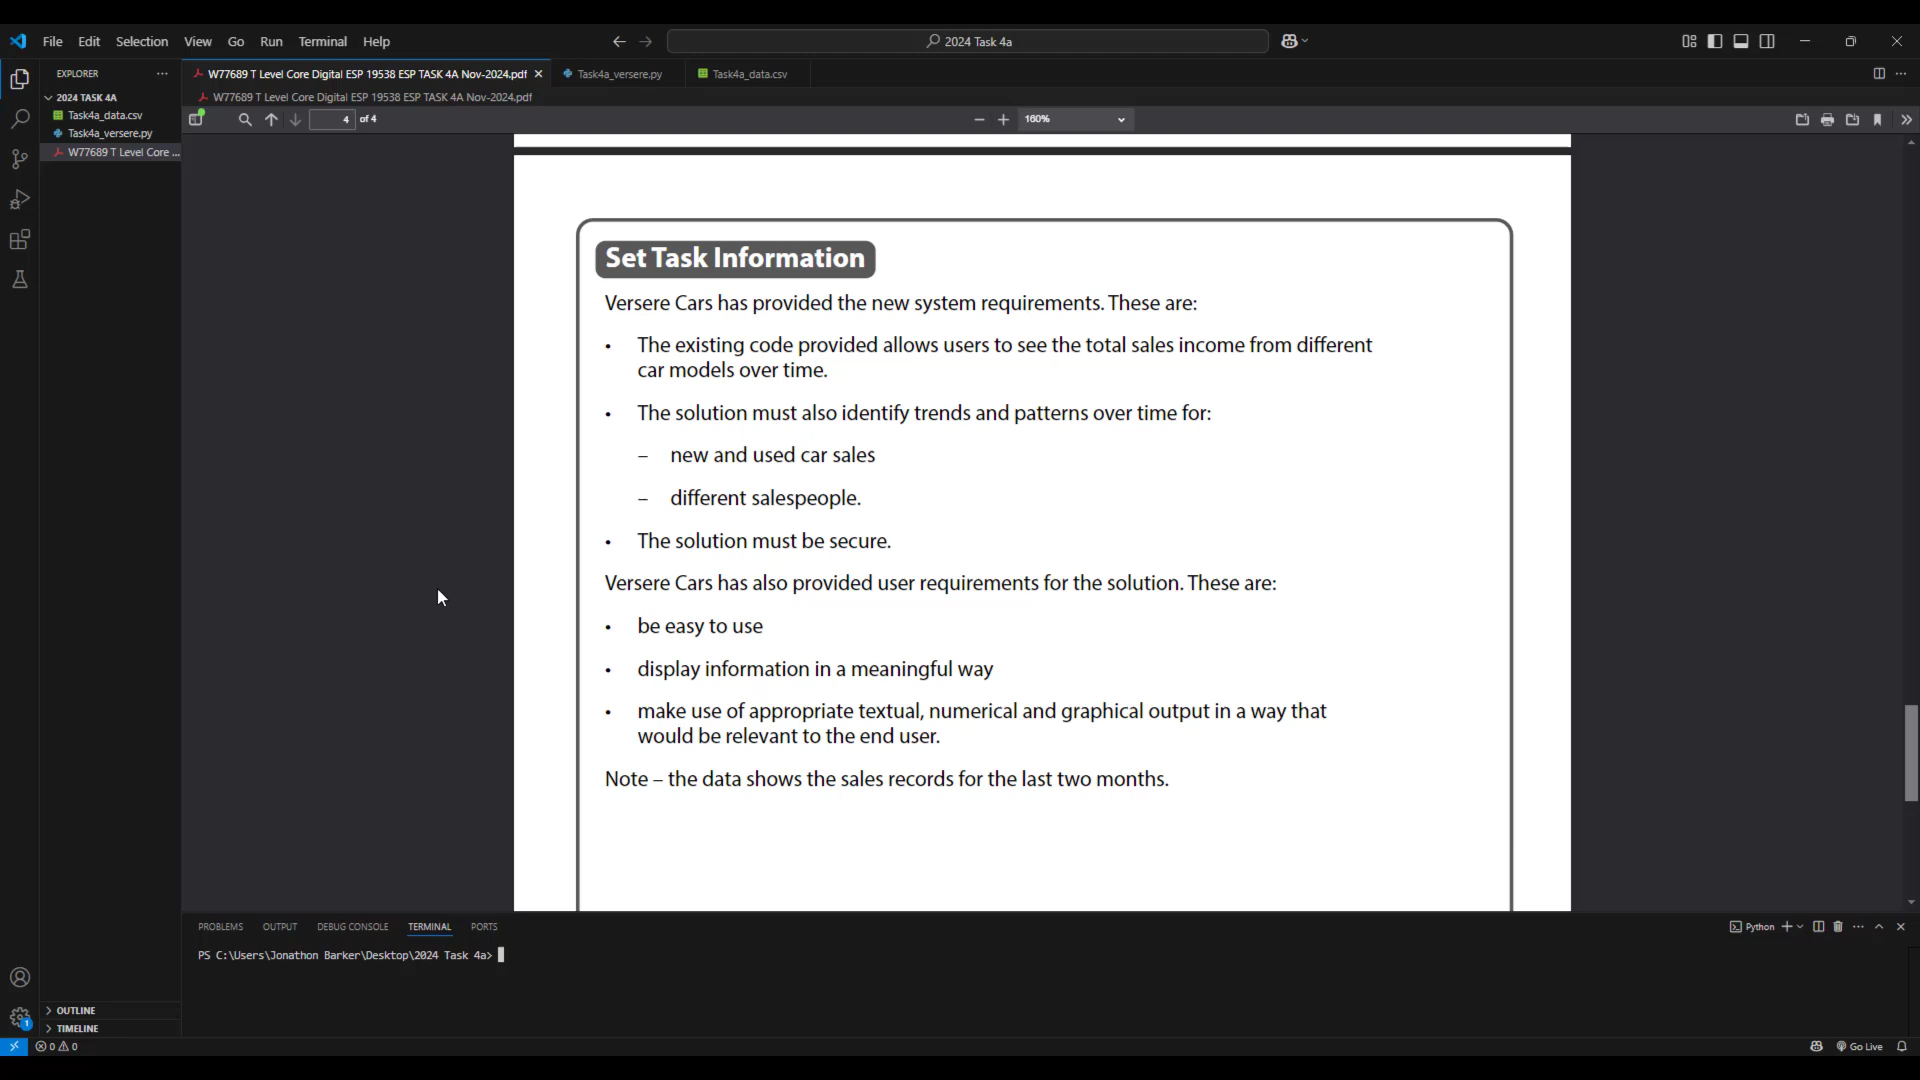 File Edit Selection View Go Run Terminal Help
2024 Task 4a
EXPLORER
W77689 T Level Core Digital ESP 19538 ESP TASK 4A Nov-2024.pdf
Task4a_versere.py
Task4a_data.csv
2024 TASK 4A
W77689 T Level Core Digital ESP 19538 ESP TASK 4A Nov-2024.pdf
Task4a_data.csv
4 of 4
160%
Task4a_versere.py
W77689 T Level Core ...
Set Task Information
Versere Cars has provided the new system requirements. These are:
• The existing code provided allows users to see the total sales income from different
car models over time.
• The solution must also identify trends and patterns over time for:
– new and used car sales
– different salespeople.
• The solution must be secure.
Versere Cars has also provided user requirements for the solution. These are:
• be easy to use
• display information in a meaningful way
• make use of appropriate textual, numerical and graphical output in a way that
would be relevant to the end user.
Note – the data shows the sales records for the last two months.
PROBLEMS OUTPUT DEBUG CONSOLE TERMINAL PORTS
Python
PS C:\Users\Jonathon Barker\Desktop\2024 Task 4a>
OUTLINE
1
TIMELINE
0 0
Go Live